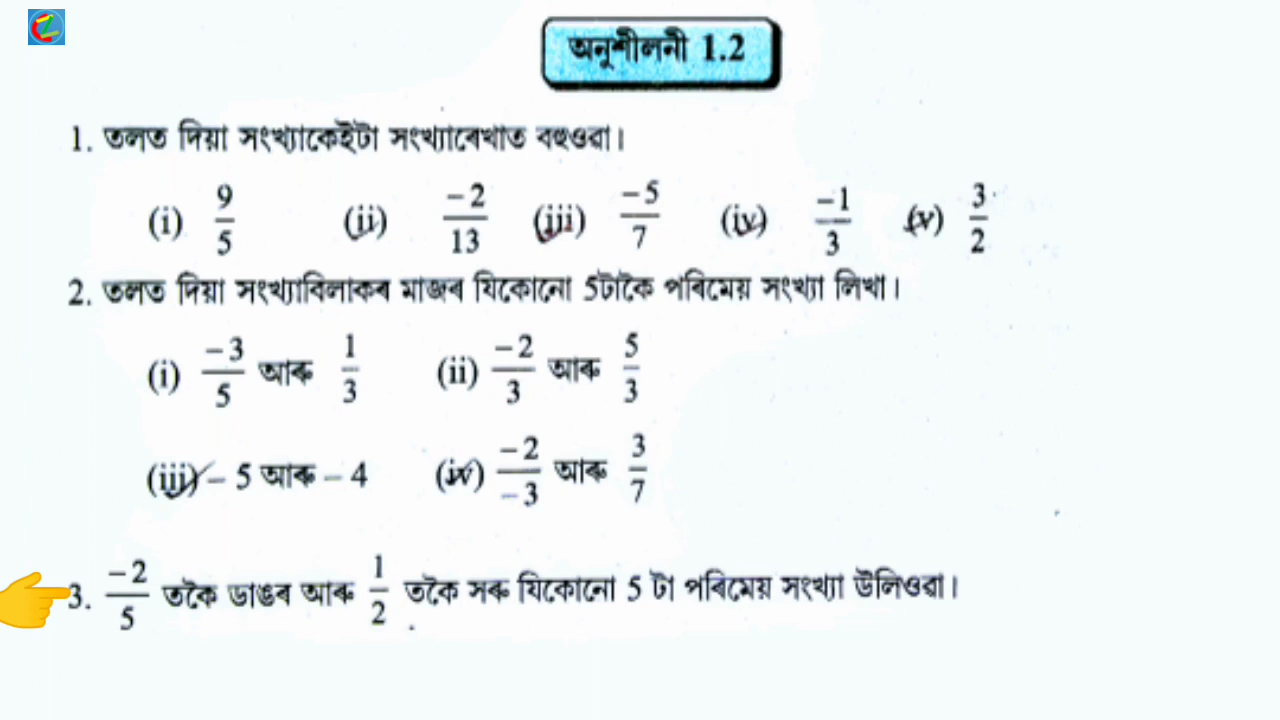 অনুশীলনী 1.2
1. তলত দিয়া সংখ্যাকেইটা সংখ্যাৰেখাত বহুওৱা।
(i) 9/5 (ii) -2/13 (iii) -5/7 (iv) -1/3 (v) 3/2
2. তলত দিয়া সংখ্যাবিলাকৰ মাজৰ যিকোনো 5টাকৈ পৰিমেয় সংখ্যা লিখা।
(i) -3/5 আৰু 1/3 (ii) -2/3 আৰু 5/3
(iii) – 5 আৰু – 4 (iv) -2/-3 আৰু 3/7
3. -2/5 তকৈ ডাঙৰ আৰু 1/2 তকৈ সৰু যিকোনো 5 টা পৰিমেয় সংখ্যা উলিওৱা।